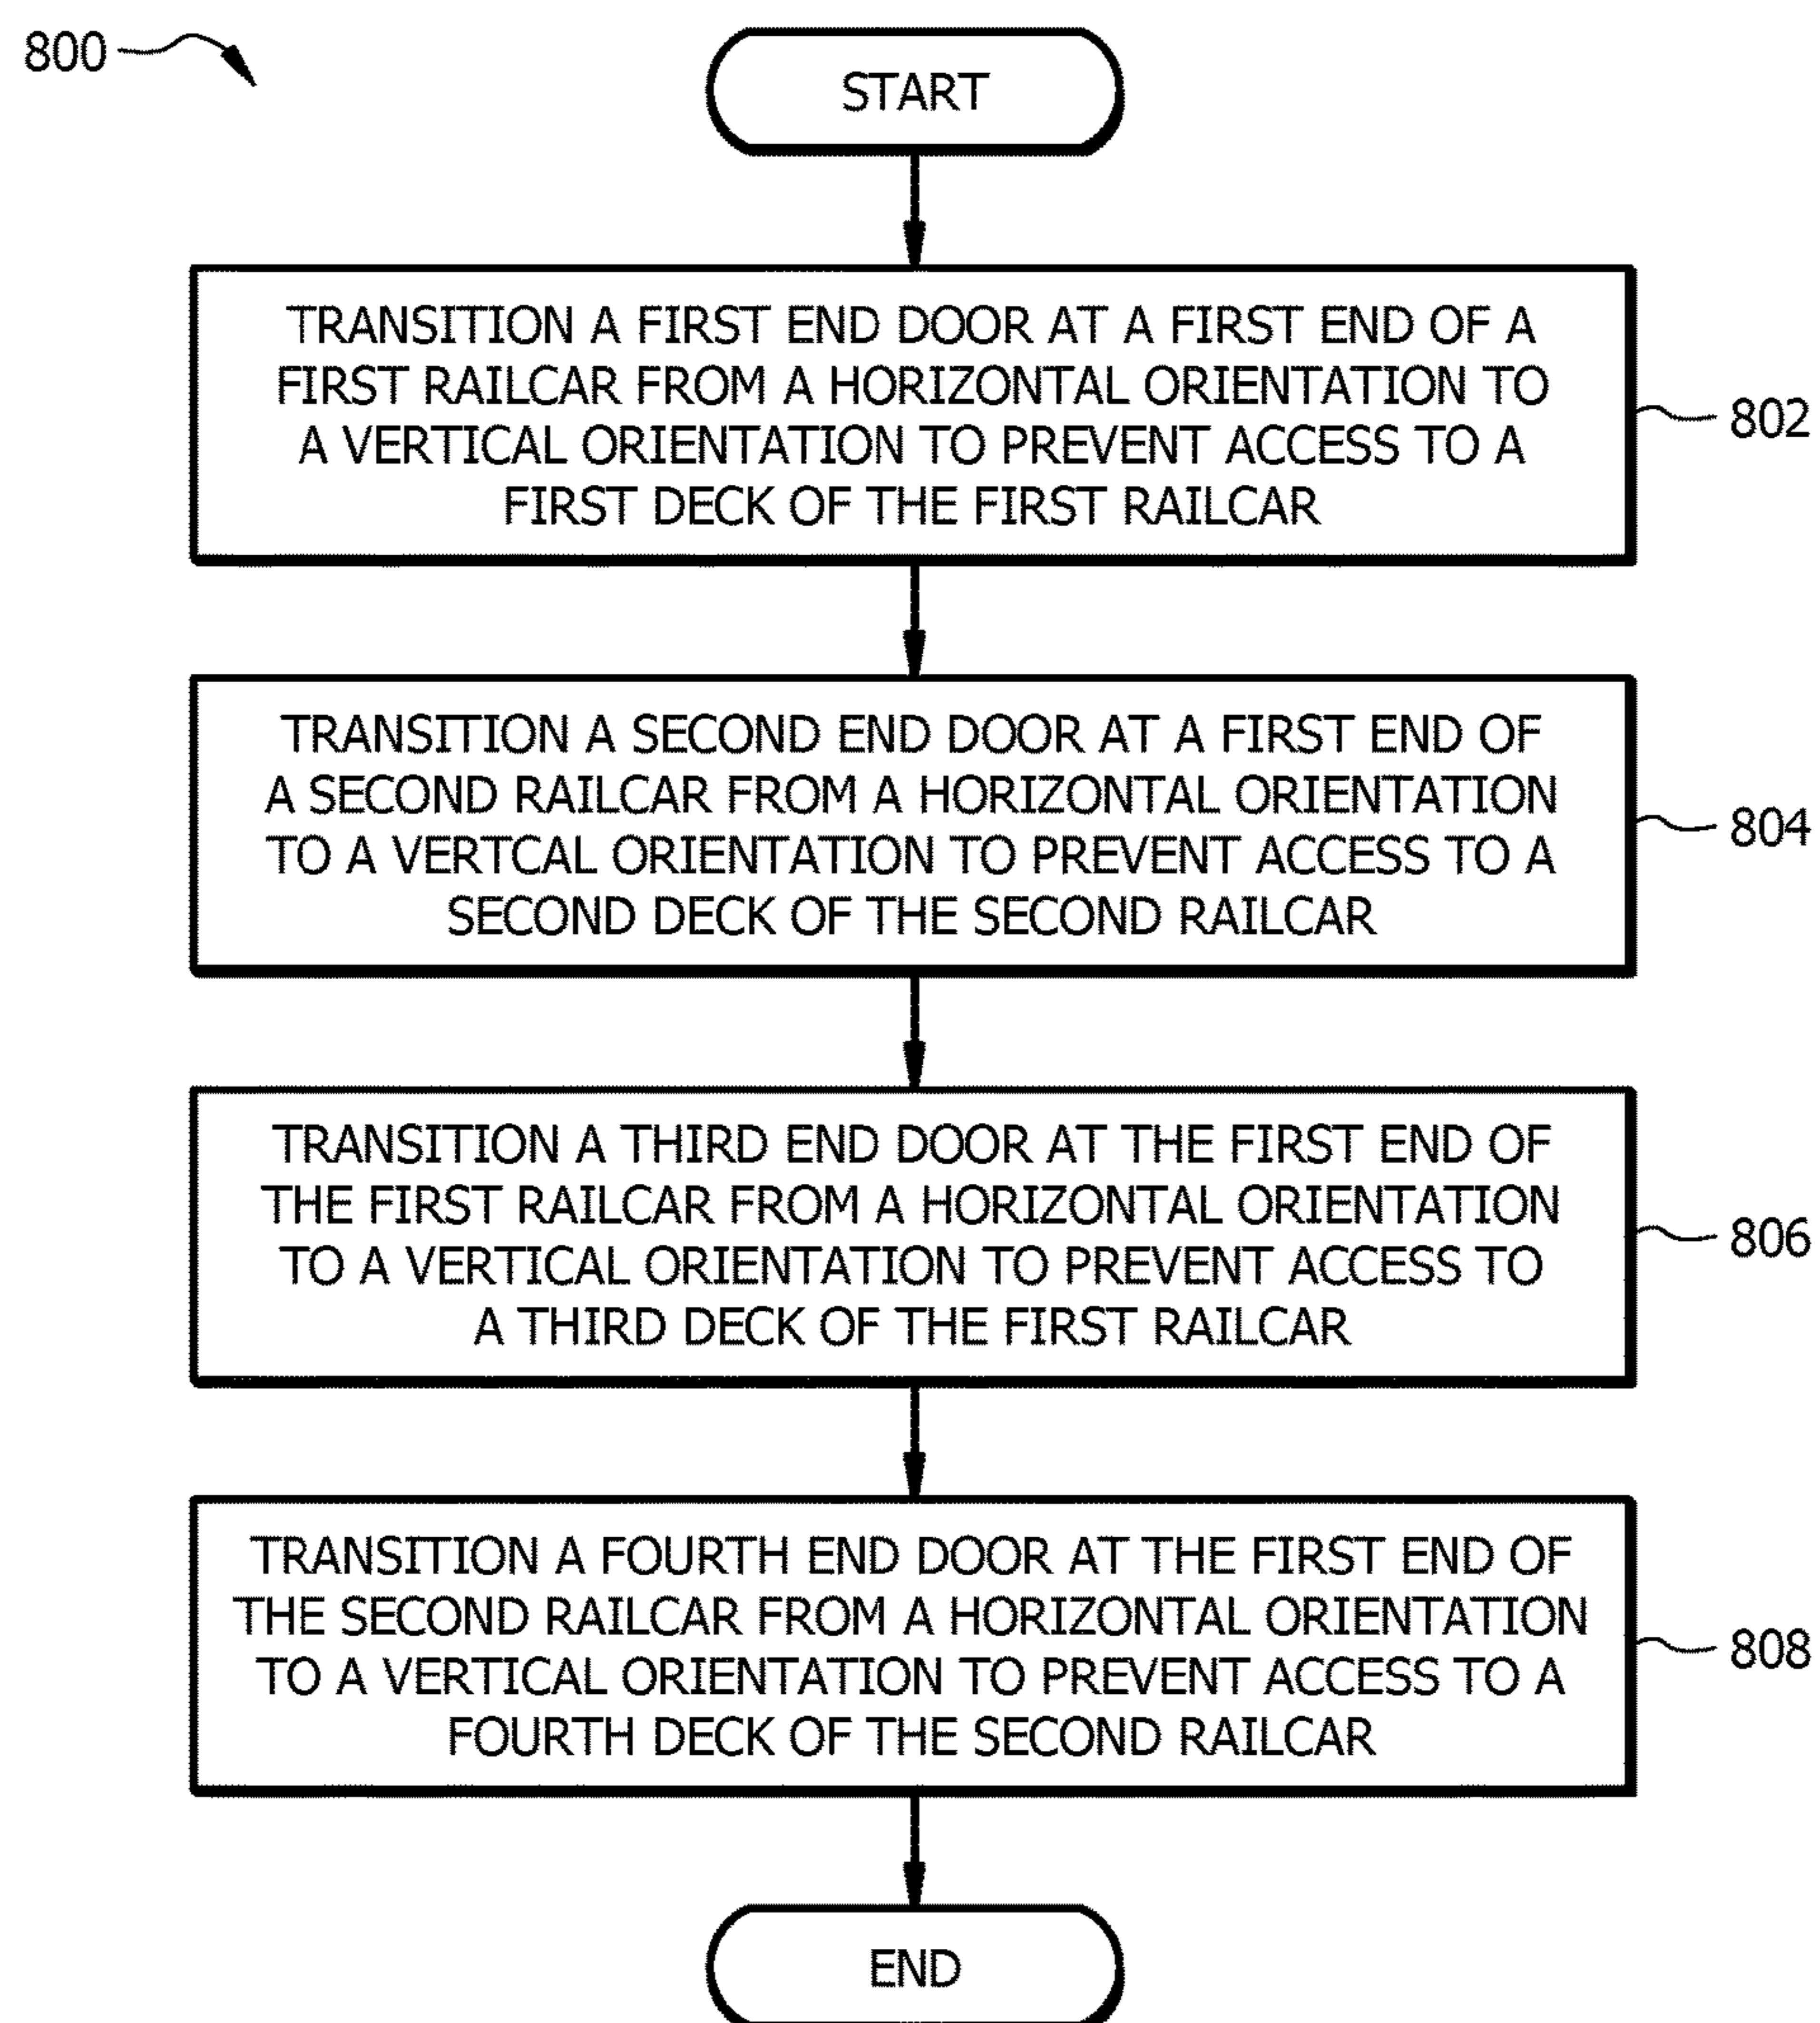 800
START
TRANSITION A FIRST END DOOR AT A FIRST END OF A
FIRST RAILCAR FROM A HORIZONTAL ORIENTATION TO
A VERTICAL ORIENTATION TO PREVENT ACCESS TO A
FIRST DECK OF THE FIRST RAILCAR
802
TRANSITION A SECOND END DOOR AT A FIRST END OF
A SECOND RAILCAR FROM A HORIZONTAL ORIENTATION
TO A VERTCAL ORIENTATION TO PREVENT ACCESS TO A
SECOND DECK OF THE SECOND RAILCAR
804
TRANSITION A THIRD END DOOR AT THE FIRST END OF
THE FIRST RAILCAR FROM A HORIZONTAL ORIENTATION
TO A VERTICAL ORIENTATION TO PREVENT ACCESS TO
A THIRD DECK OF THE FIRST RAILCAR
806
TRANSITION A FOURTH END DOOR AT THE FIRST END OF
THE SECOND RAILCAR FROM A HORIZONTAL ORIENTATION
TO A VERTICAL ORIENTATION TO PREVENT ACCESS TO A
FOURTH DECK OF THE SECOND RAILCAR
808
END